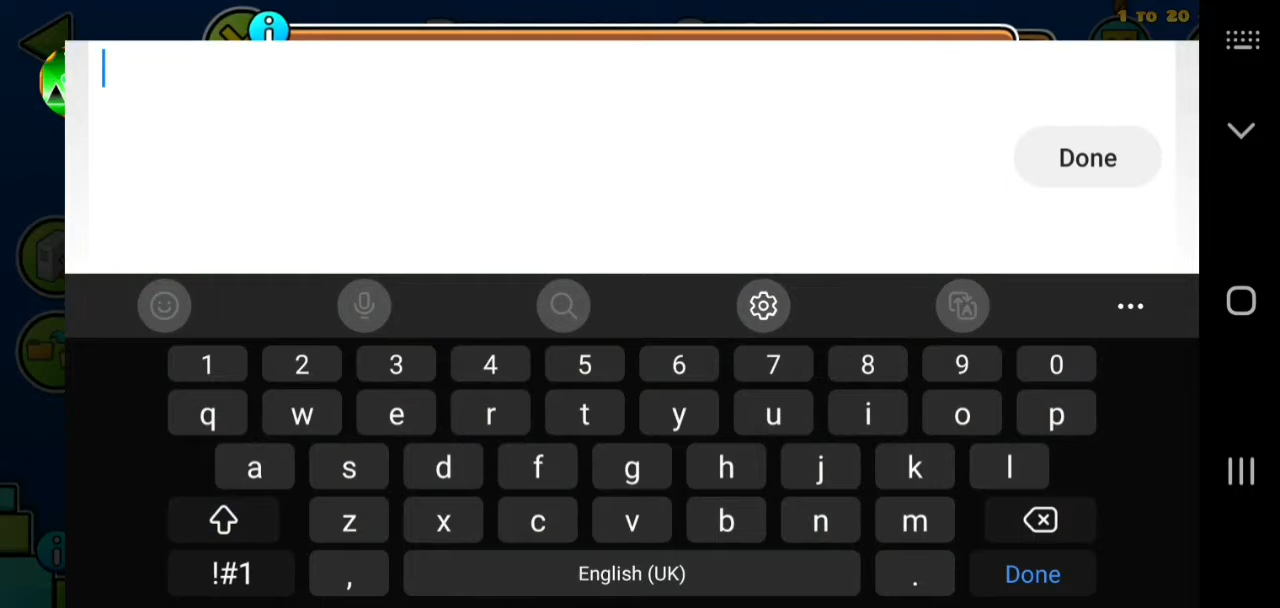 1 TO 20
Done
1 2 3 4 5 6 7 8 9 0
q w e r t y u i o p
a s d f g h j k l
z x c v b n m
!#1 , English (UK) . Done